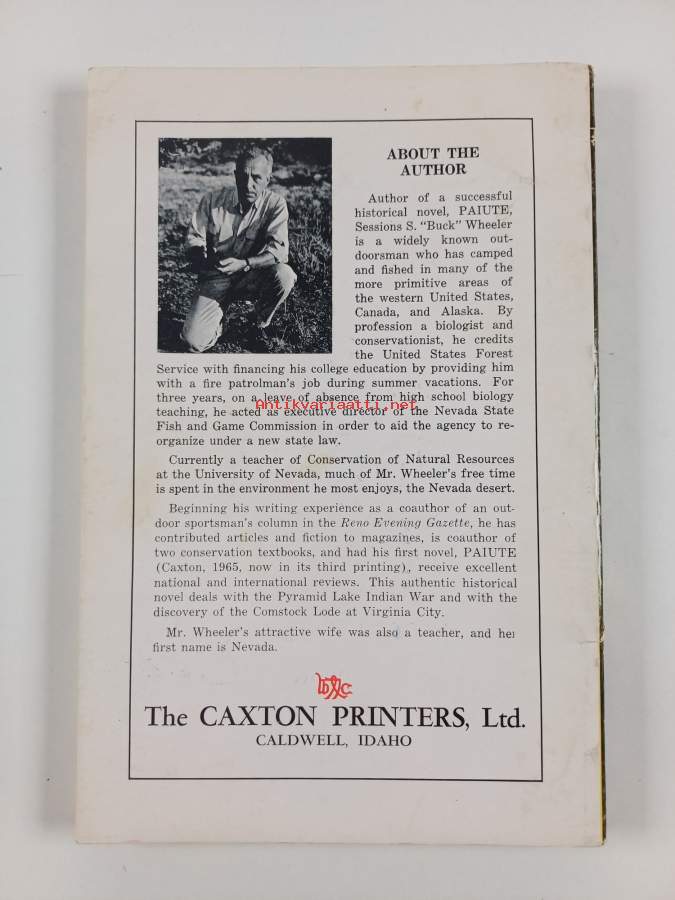 ABOUT THE
AUTHOR
Author of a successful
historical novel, PAIUTE,
Sessions S. "Buck" Wheeler
is a widely known out-
doorsman who has camped
and fished in many of the
more primitive areas of
the western United States,
Canada, and Alaska. By
profession a biologist and
conservationist, he credits
the United States Forest
Service with financing his college education by providing him
with a fire patrolman's job during summer vacations. For
three years, on a leave of absence from high school biology
Antikvariaatti.net
teaching, he acted as executive director of the Nevada State
Fish and Game Commission in order to aid the agency to re-
organize under a new state law.
Currently a teacher of Conservation of Natural Resources
at the University of Nevada, much of Mr. Wheeler's free time
is spent in the environment he most enjoys, the Nevada desert.
Beginning his writing experience as a coauthor of an out-
door sportsman's column in the Reno Evening Gazette, he has
contributed articles and fiction to magazines, is coauthor of
two conservation textbooks, and had his first novel, PAIUTE
(Caxton, 1965, now in its third printing), receive excellent
national and international reviews. This authentic historical
novel deals with the Pyramid Lake Indian War and with the
discovery of the Comstock Lode at Virginia City.
Mr. Wheeler's attractive wife was also a teacher, and her
first name is Nevada.
The CAXTON PRINTERS, Ltd.
CALDWELL, IDAHO